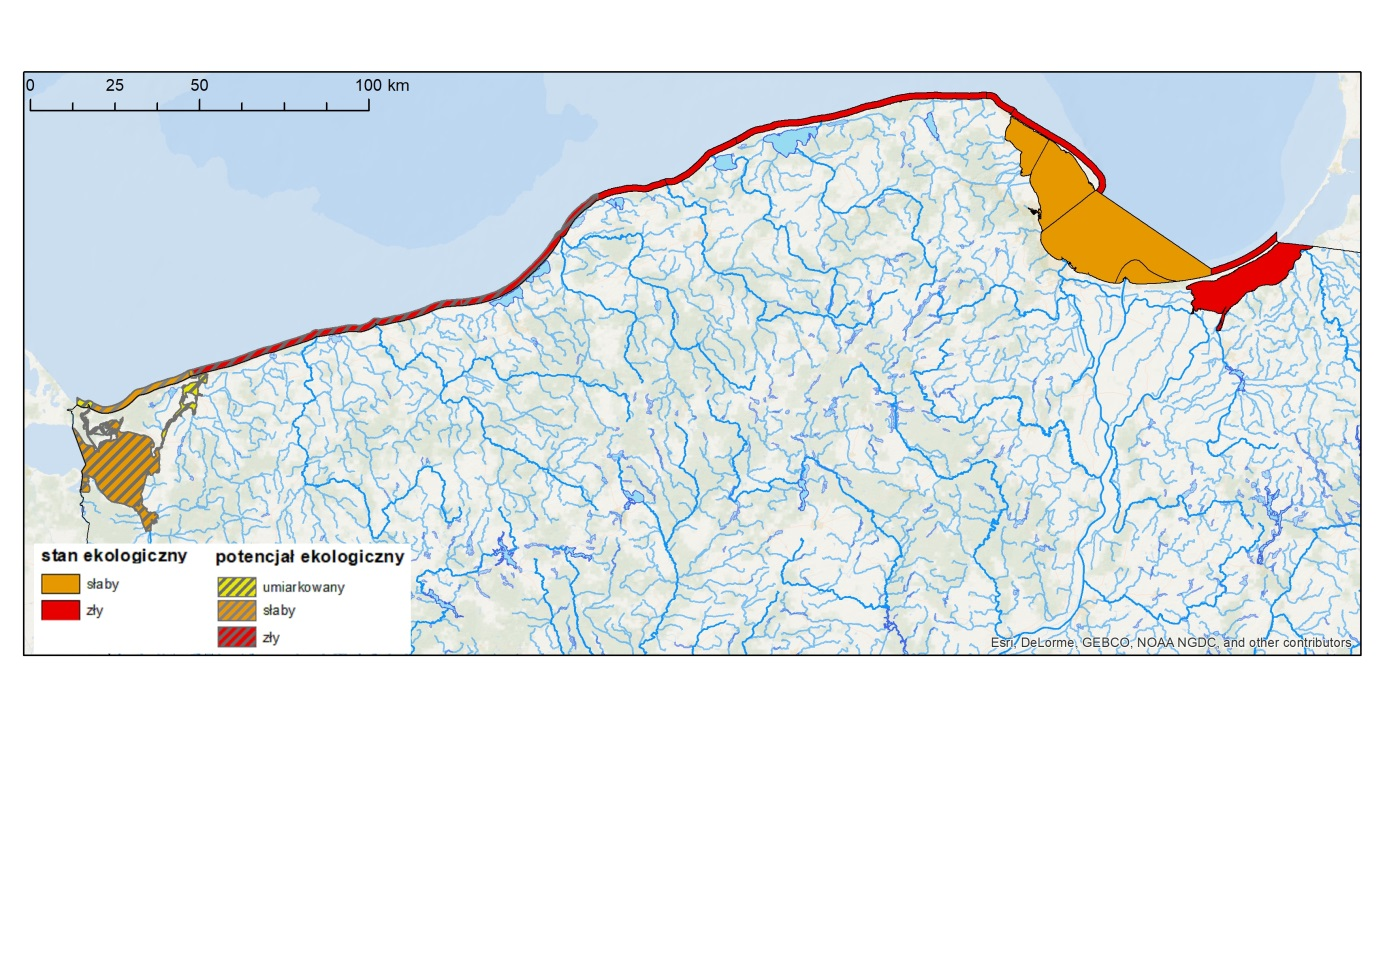 0 25 50 100 km
stan ekologiczny
słaby
zły
potencjał ekologiczny
umiarkowany
słaby
zły
Esri, DeLorme, GEBCO, NOAA NGDC, and other contributors